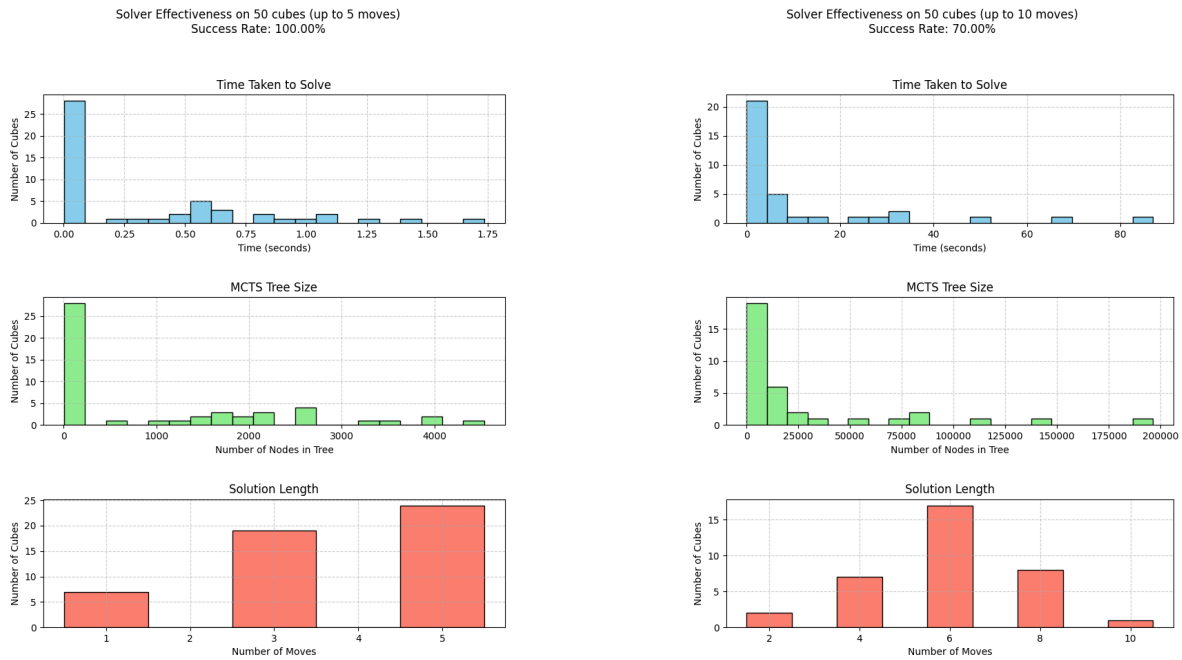 Solver Effectiveness on 50 cubes (up to 5 moves)
Success Rate: 100.00%
Time Taken to Solve
Number of Cubes
25
20
15
10
5
0
0.00 0.25 0.50 0.75 1.00 1.25 1.50 1.75
Time (seconds)
MCTS Tree Size
Number of Cubes
25
20
15
10
5
0
0 1000 2000 3000 4000
Number of Nodes in Tree
Solution Length
Number of Cubes
25
20
15
10
5
0
1 2 3 4 5
Number of Moves
Solver Effectiveness on 50 cubes (up to 10 moves)
Success Rate: 70.00%
Time Taken to Solve
Number of Cubes
20
15
10
5
0
0 20 40 60 80
Time (seconds)
MCTS Tree Size
Number of Cubes
15
10
5
0
0 25000 50000 75000 100000 125000 150000 175000 200000
Number of Nodes in Tree
Solution Length
Number of Cubes
15
10
5
0
2 4 6 8 10
Number of Moves